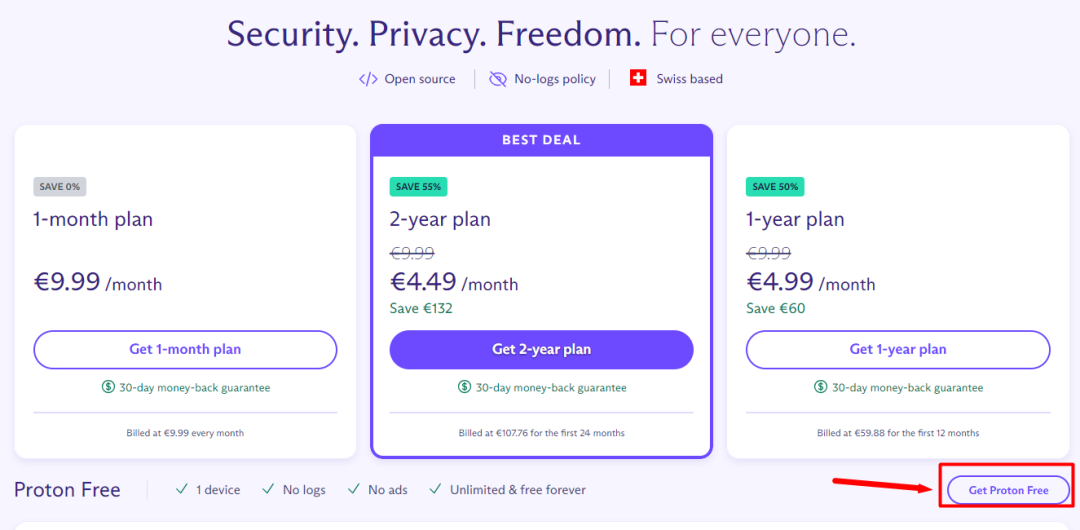 Security. Privacy. Freedom. For everyone.
Open source
No-logs policy
Swiss based
SAVE 0%
1-month plan
€9.99 /month
Get 1-month plan
30-day money-back guarantee
Billed at €9.99 every month
BEST DEAL
SAVE 55%
2-year plan
€9.99
€4.49 /month
Save €132
Get 2-year plan
30-day money-back guarantee
Billed at €107.76 for the first 24 months
SAVE 50%
1-year plan
€9.99
€4.99 /month
Save €60
Get 1-year plan
30-day money-back guarantee
Billed at €59.88 for the first 12 months
Proton Free
1 device
No logs
No ads
Unlimited & free forever
Get Proton Free